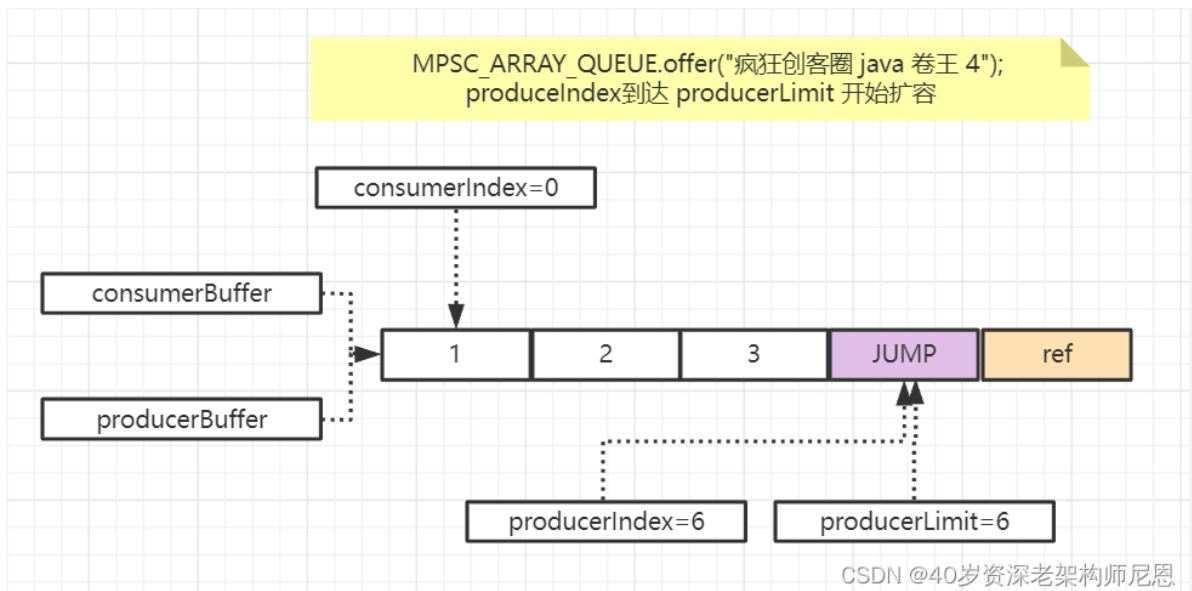 MPSC_ARRAY_QUEUE.offer("疯狂创客圈 java 卷王 4");
produceIndex到达 producerLimit 开始扩容
consumerIndex=0
consumerBuffer
1
2
3
JUMP
ref
producerBuffer
producerIndex=6
producerLimit=6
CSDN @40岁资深老架构师尼恩